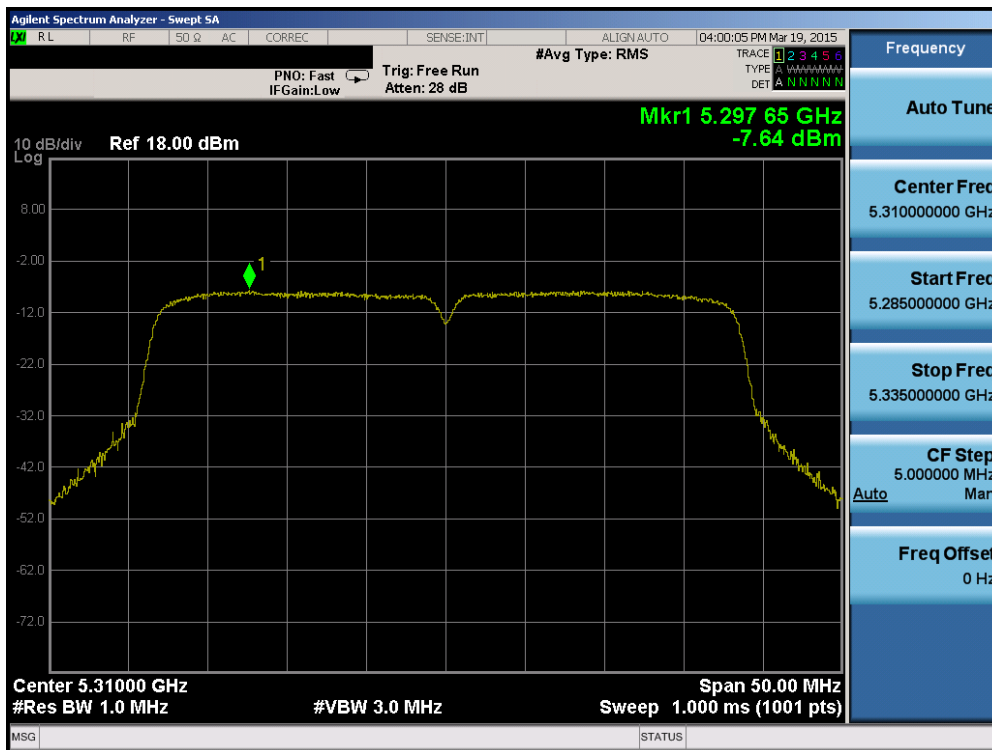 Agilent Spectrum Analyzer - Swept SA
LXI RL RF 50 Ω AC CORREC SENSE:INT ALIGN AUTO 04:00:05 PM Mar 19, 2015
#Avg Type: RMS
TRACE 1 2 3 4 5 6
PNO: Fast Trig: Free Run
TYPE A WWWWW
IFGain:Low Atten: 28 dB
DET A N N N N N
Mkr1 5.297 65 GHz
-7.64 dBm
10 dB/div Ref 18.00 dBm
Log
8.00
-2.00
1
-12.0
-22.0
-32.0
-42.0
-52.0
-62.0
-72.0
Center 5.31000 GHz Span 50.00 MHz
#Res BW 1.0 MHz #VBW 3.0 MHz Sweep 1.000 ms (1001 pts)
MSG STATUS
Frequency
Auto Tune
Center Freq
5.310000000 GHz
Start Freq
5.285000000 GHz
Stop Freq
5.335000000 GHz
CF Step
5.000000 MHz
Auto Man
Freq Offset
0 Hz